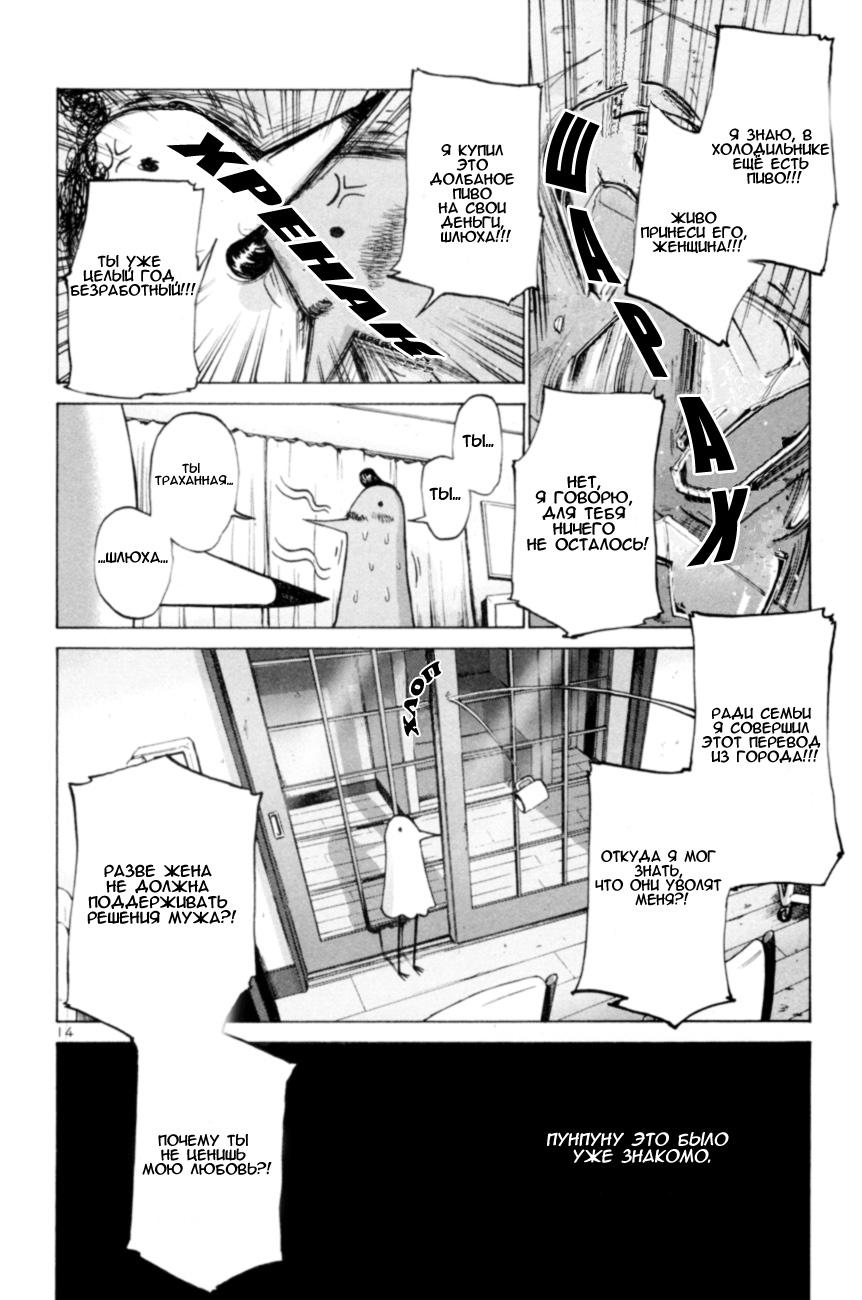 Я ЗНАЮ, В
ХОЛОДИЛЬНИКЕ
ЕЩЁ ЕСТЬ
ПИВО!!!
ЖИВО
ПРИНЕСИ ЕГО,
ЖЕНЩИНА!!!
ШАРАХ
НЕТ,
Я ГОВОРЮ,
ДЛЯ ТЕБЯ
НИЧЕГО
НЕ ОСТАЛОСЬ!
Я КУПИЛ
ЭТО
ДОЛБАНОЕ
ПИВО
НА СВОИ
ДЕНЬГИ,
ШЛЮХА!!!
ХРЕНАК
ТЫ УЖЕ
ЦЕЛЫЙ ГОД
БЕЗРАБОТНЫЙ!!!
ТЫ...
ТЫ...
ТЫ
ТРАХАННАЯ...
...ШЛЮХА...
РАДИ СЕМЬИ
Я СОВЕРШИЛ
ЭТОТ ПЕРЕВОД
ИЗ ГОРОДА!!!
ХЛОП
ОТКУДА Я МОГ
ЗНАТЬ,
ЧТО ОНИ УВОЛЯТ
МЕНЯ?!
РАЗВЕ ЖЕНА
НЕ ДОЛЖНА
ПОДДЕРЖИВАТЬ
РЕШЕНИЯ МУЖА?!
14
ПУНПУНУ ЭТО БЫЛО
УЖЕ ЗНАКОМО.
ПОЧЕМУ ТЫ
НЕ ЦЕНИШЬ
МОЮ ЛЮБОВЬ?!